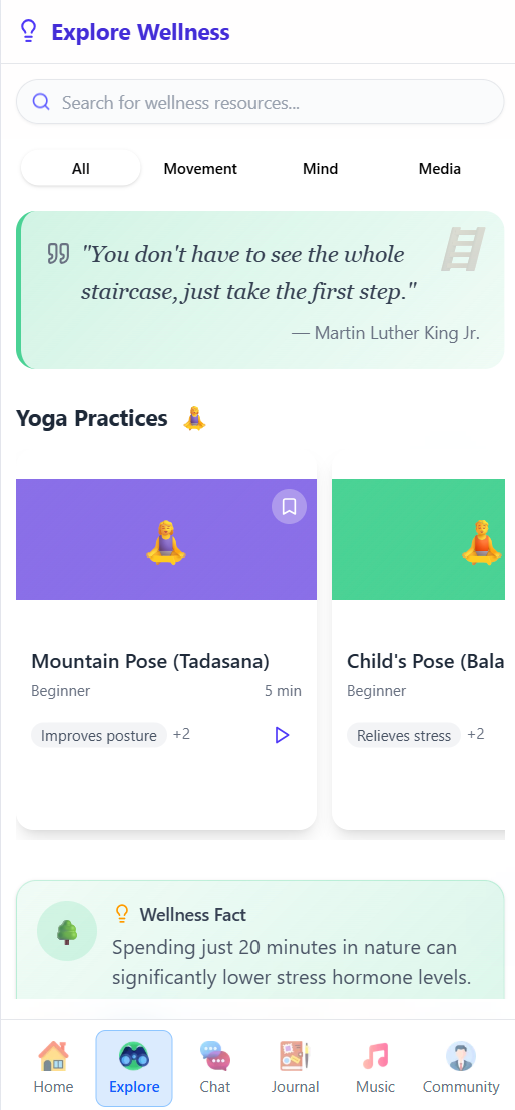 Explore Wellness
Search for wellness resources...
All Movement Mind Media
"You don't have to see the whole
staircase, just take the first step."
— Martin Luther King Jr.
Yoga Practices
Mountain Pose (Tadasana)
Beginner 5 min
Improves posture +2
Child's Pose (Bala
Beginner
Relieves stress +2
Wellness Fact
Spending just 20 minutes in nature can
significantly lower stress hormone levels.
Home Explore Chat Journal Music Community